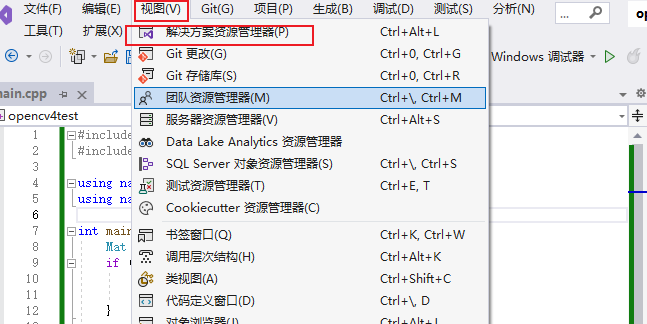 文件(F) 编辑(E) 视图(V) Git(G) 项目(P) 生成(B) 调试(D) 测试(S) 分析(N)
工具(T)
解决方案资源管理器(P) Ctrl+Alt+L
Git 更改(G) Ctrl+0, Ctrl+G
Windows 调试器
Git 存储库(S) Ctrl+0, Ctrl+R
main.cpp
团队资源管理器(M) Ctrl+\, Ctrl+M
opencv4test
服务器资源管理器(V) Ctrl+Alt+S
1 #include
Data Lake Analytics 资源管理器
2 #include
SQL Server 对象资源管理器(S) Ctrl+\, Ctrl+S
3
4 using na
测试资源管理器(T) Ctrl+E, T
5 using na
Cookiecutter 资源管理器(C)
6
7 int main
书签窗口(Q) Ctrl+K, Ctrl+W
8 Mat
调用层次结构(H) Ctrl+Alt+K
9 if
类视图(A) Ctrl+Shift+C
10
11
代码定义窗口(D) Ctrl+\, D
12 }
13
对象浏览器(J) Ctrl+Alt+J